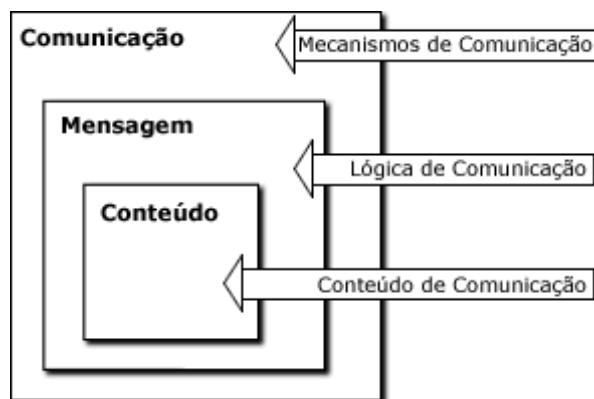 Comunicação
Mecanismos de Comunicação
Mensagem
Lógica de Comunicação
Conteúdo
Conteúdo de Comunicação